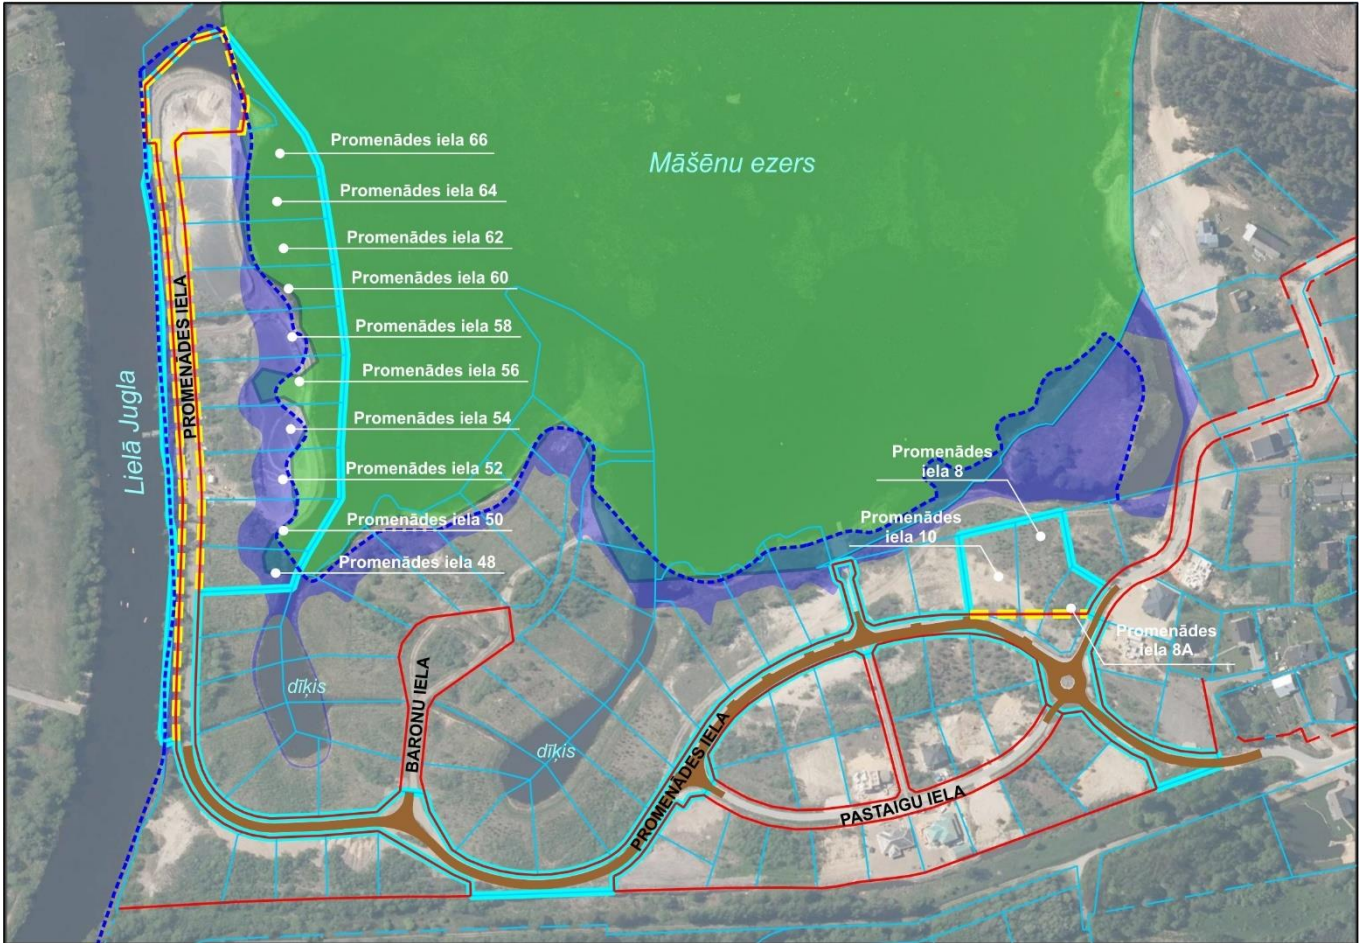 Promenādes iela 66
Māšēnu ezers
Promenādes iela 64
Promenādes iela 62
Promenādes iela 60
Promenādes iela 58
Promenādes iela 56
Promenādes iela 54
Promenādes iela 52
Promenādes iela 50
Promenādes iela 48
PROMENĀDES IELA
Lielā Jugla
Promenādes
iela 8
Promenādes
iela 10
Promenādes
iela 8A
dīķis
dīķis
BARONU IELA
PROMENĀDES IELA
PASTAIGU IELA